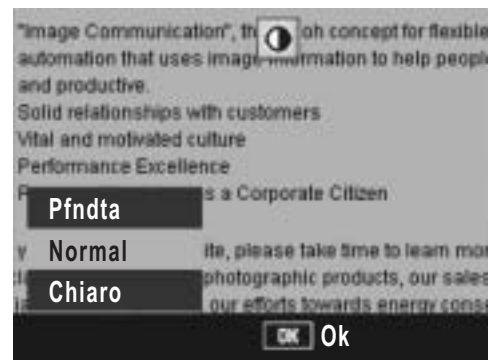 "Image Communication", th oh concept for flexible
automation that uses image information to help people
and productive.
Solid relationships with customers
Vital and motivated culture
Performance Excellence
s a Corporate Citizen
Pfndta
Normal
ite, please take time to learn mor
Chiaro
photographic products, our sales
our efforts towards energy conse
OK Ok